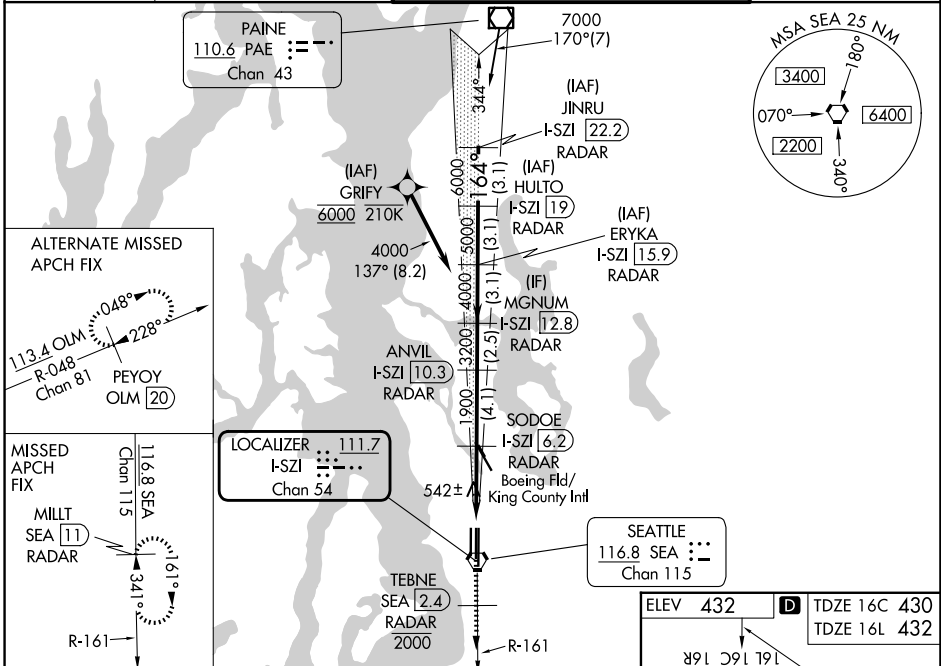 PAINE
110.6 PAE
Chan 43
7000
170°(7)
344°
MSA SEA 25 NM
180°
3400
070°
6400
2200
340°
(IAF)
JINRU
I-SZI 22.2
RADAR
6000
164°
(3.1)
(IAF)
HULTO
I-SZI 19
RADAR
(IAF)
GRIFY
6000 210K
4000
137° (8.2)
5000
(3.1)
(IAF)
ERYKA
I-SZI 15.9
RADAR
4000
(3.1)
(IF)
MGNUM
I-SZI 12.8
RADAR
3200
(2.5)
ANVIL
I-SZI 10.3
RADAR
1900
(4.1)
SODOE
I-SZI 6.2
RADAR
Boeing Fld/
King County Intl
542±
ALTERNATE MISSED
APCH FIX
048°
228°
113.4 OLM
R-048
Chan 81
PEYOY
OLM 20
MISSED
APCH
FIX
116.8 SEA
Chan 115
MILLT
SEA 11
RADAR
161°
341°
R-161
LOCALIZER 111.7
I-SZI
Chan 54
SEATTLE
116.8 SEA
Chan 115
TEBNE
SEA 2.4
RADAR
2000
R-161
ELEV 432
D
TDZE 16C 430
TDZE 16L 432
16L 16C 16R